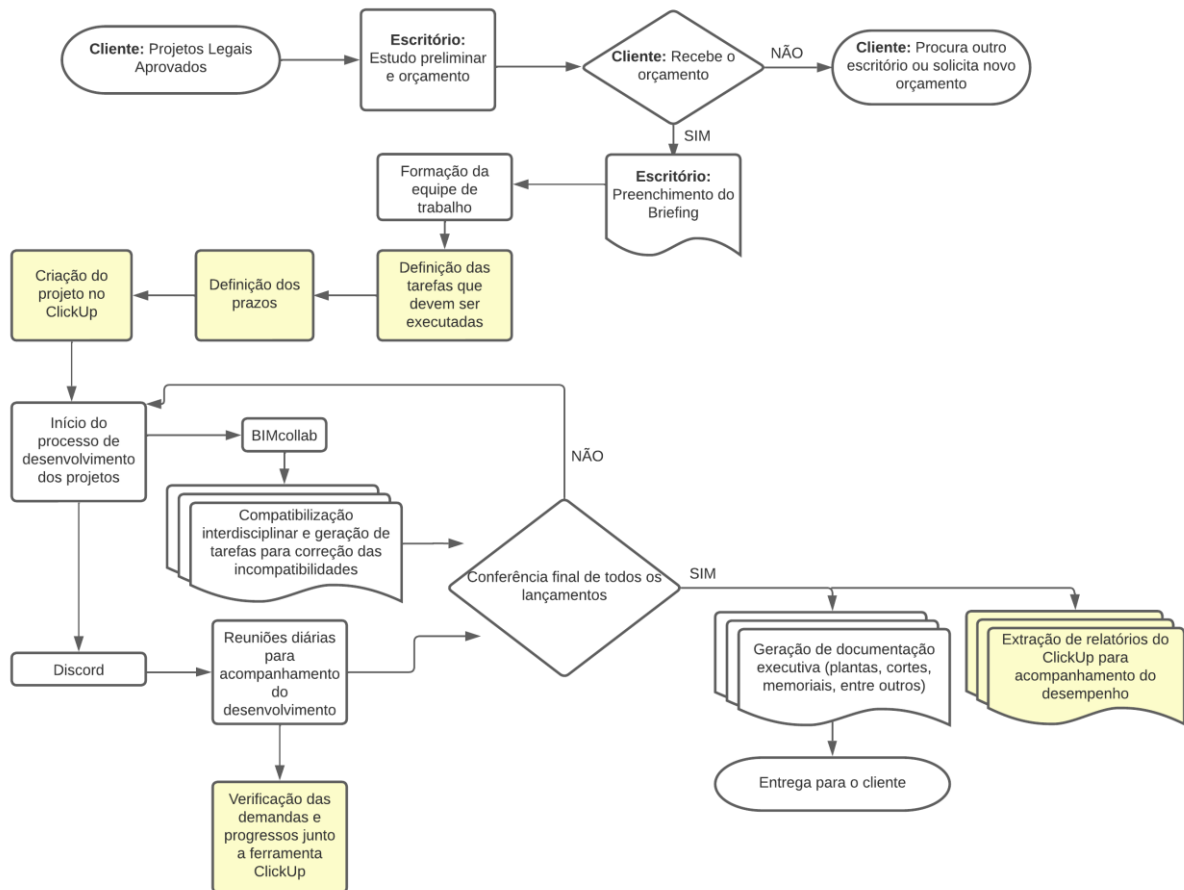 Cliente: Projetos Legais
Aprovados
Escritório:
Estudo preliminar
e orçamento
Cliente: Recebe o
orçamento
NÃO
Cliente: Procura outro
escritório ou solicita novo
orçamento
SIM
Escritório:
Preenchimento do
Briefing
Formação da
equipe de
trabalho
Definição das
tarefas que
devem ser
executadas
Definição dos
prazos
Criação do
projeto no
ClickUp
Início do
processo de
desenvolvimento
dos projetos
BIMcollab
Compatibilização
interdisciplinar e geração de
tarefas para correção das
incompatibilidades
NÃO
Conferência final de todos os
lançamentos
SIM
Discord
Reuniões diárias
para
acompanhamento
do
desenvolvimento
Verificação das
demandas e
progressos junto
a ferramenta
ClickUp
Geração de documentação
executiva (plantas, cortes,
memoriais, entre outros)
Extração de relatórios do
ClickUp para
acompanhamento do
desempenho
Entrega para o cliente